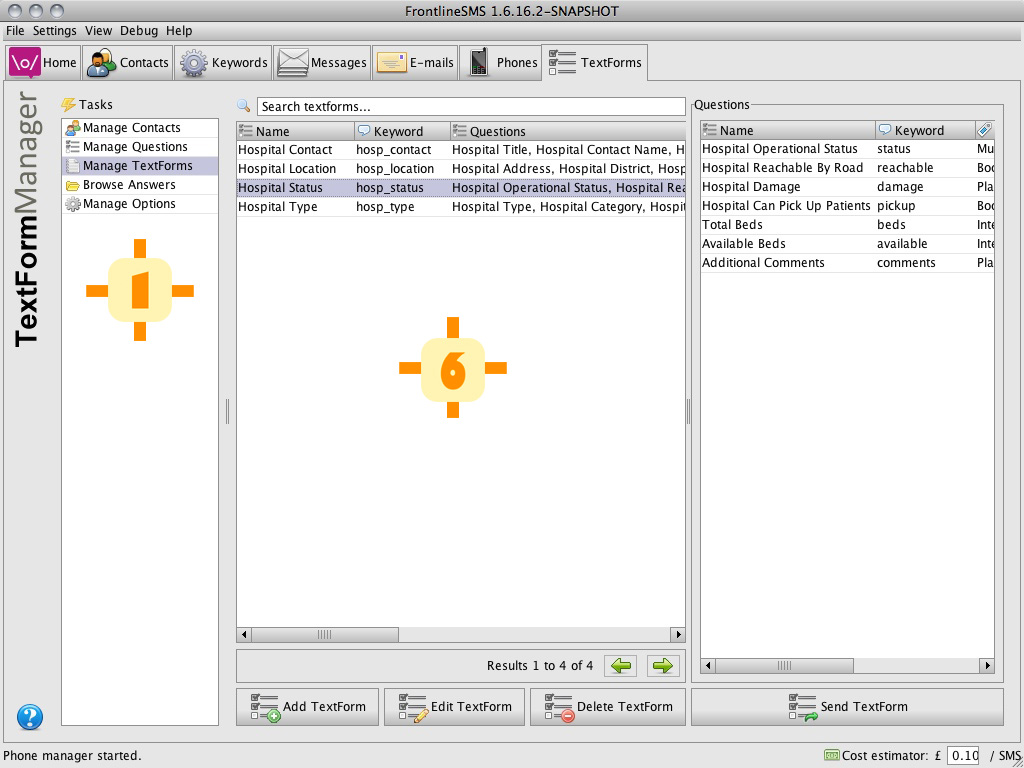 FrontlineSMS 1.6.16.2-SNAPSHOT
File Settings View Debug Help
\o/ Home Contacts Keywords Messages E-mails Phones TextForms
TextFormManager
Tasks
Manage Contacts
Manage Questions
Manage TextForms
Browse Answers
Manage Options
1
Search textforms...
Name Keyword Questions
Hospital Contact hosp_contact Hospital Title, Hospital Contact Name, H
Hospital Location hosp_location Hospital Address, Hospital District, Hosp
Hospital Status hosp_status Hospital Operational Status, Hospital Rea
Hospital Type hosp_type Hospital Type, Hospital Category, Hospit
6
Results 1 to 4 of 4
Add TextForm Edit TextForm Delete TextForm
Questions
Name Keyword
Hospital Operational Status status Mu
Hospital Reachable By Road reachable Boo
Hospital Damage damage Pla
Hospital Can Pick Up Patients pickup Boo
Total Beds beds Inte
Available Beds available Inte
Additional Comments comments Pla
Send TextForm
?
Phone manager started.
Cost estimator: £ 0.10 / SMS